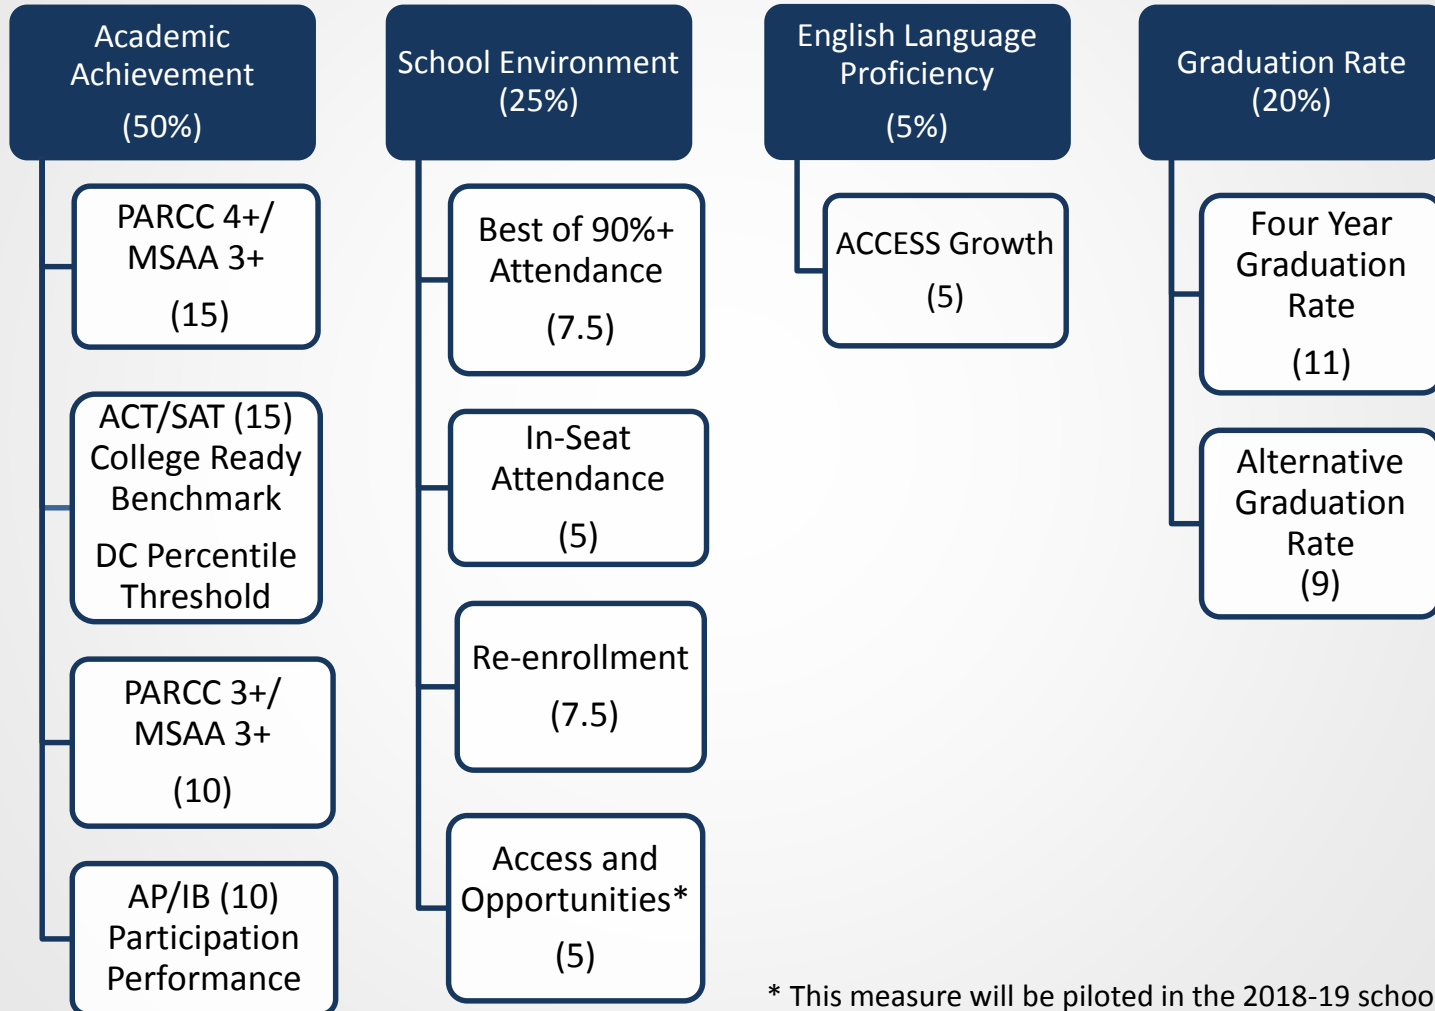 Academic
Achievement
(50%)
PARCC 4+/
MSAA 3+
(15)
ACT/SAT (15)
College Ready
Benchmark
DC Percentile
Threshold
PARCC 3+/
MSAA 3+
(10)
AP/IB (10)
Participation
Performance
School Environment
(25%)
Best of 90%+
Attendance
(7.5)
In-Seat
Attendance
(5)
Re-enrollment
(7.5)
Access and
Opportunities*
(5)
English Language
Proficiency
(5%)
ACCESS Growth
(5)
Graduation Rate
(20%)
Four Year
Graduation
Rate
(11)
Alternative
Graduation
Rate
(9)
* This measure will be piloted in the 2018-19 school